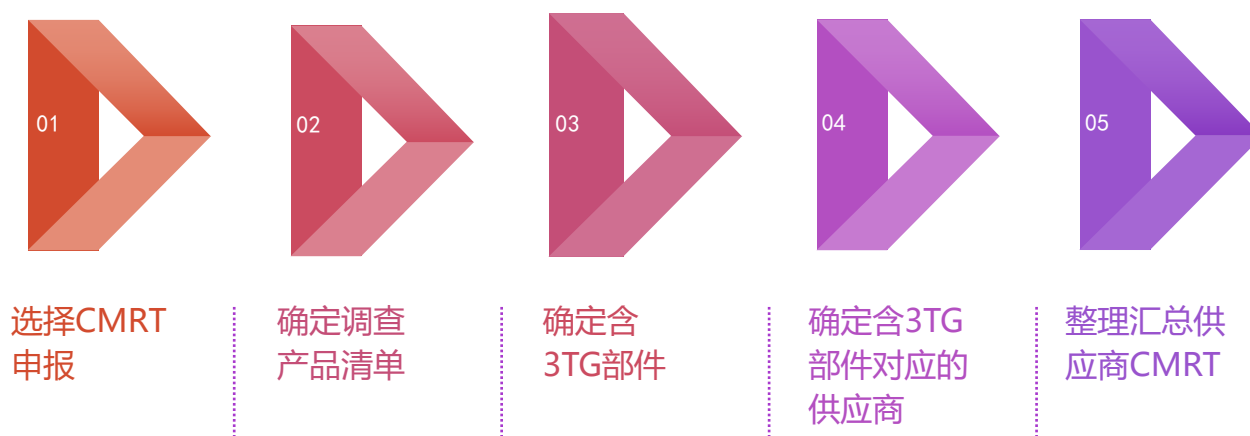 01
02
03
04
05
选择CMRT
申报
确定调查
产品清单
确定含
3TG部件
确定含3TG
部件对应的
供应商
整理汇总供
应商CMRT